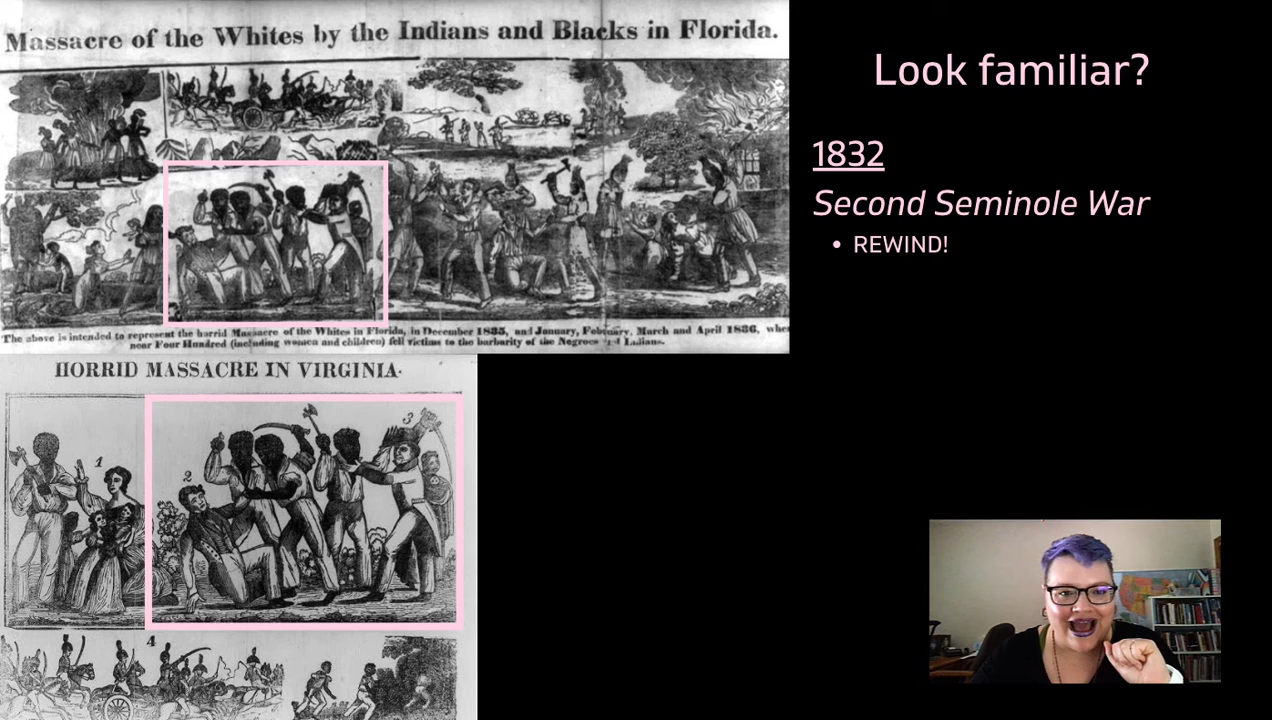 Massacre of the Whites by the Indians and Blacks in Florida.
The above is intended to represent the horrid Massacre of the Whites in Florida, in December 1835, and January, February, March and April 1836, when
near Four Hundred (including women and children) fell victims to the barbarity of the Negroes and Indians.
HORRID MASSACRE IN VIRGINIA.
1
2
3
4
Look familiar?
1832
Second Seminole War
• REWIND!